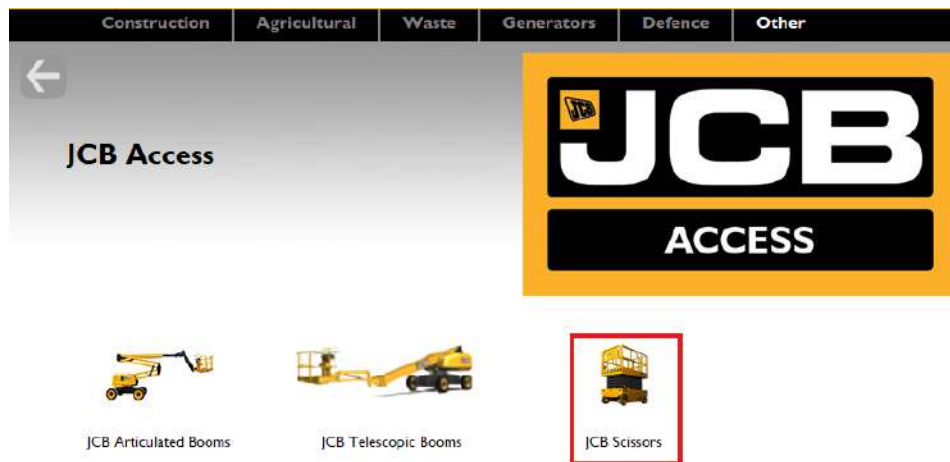 Construction Agricultural Waste Generators Defence Other
JCB Access
JCB
JCB
ACCESS
JCB Articulated Booms JCB Telescopic Booms JCB Scissors